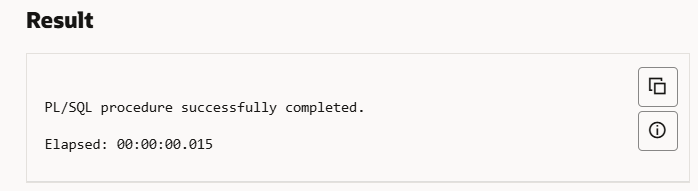 Result
PL/SQL procedure successfully completed.
Elapsed: 00:00:00.015